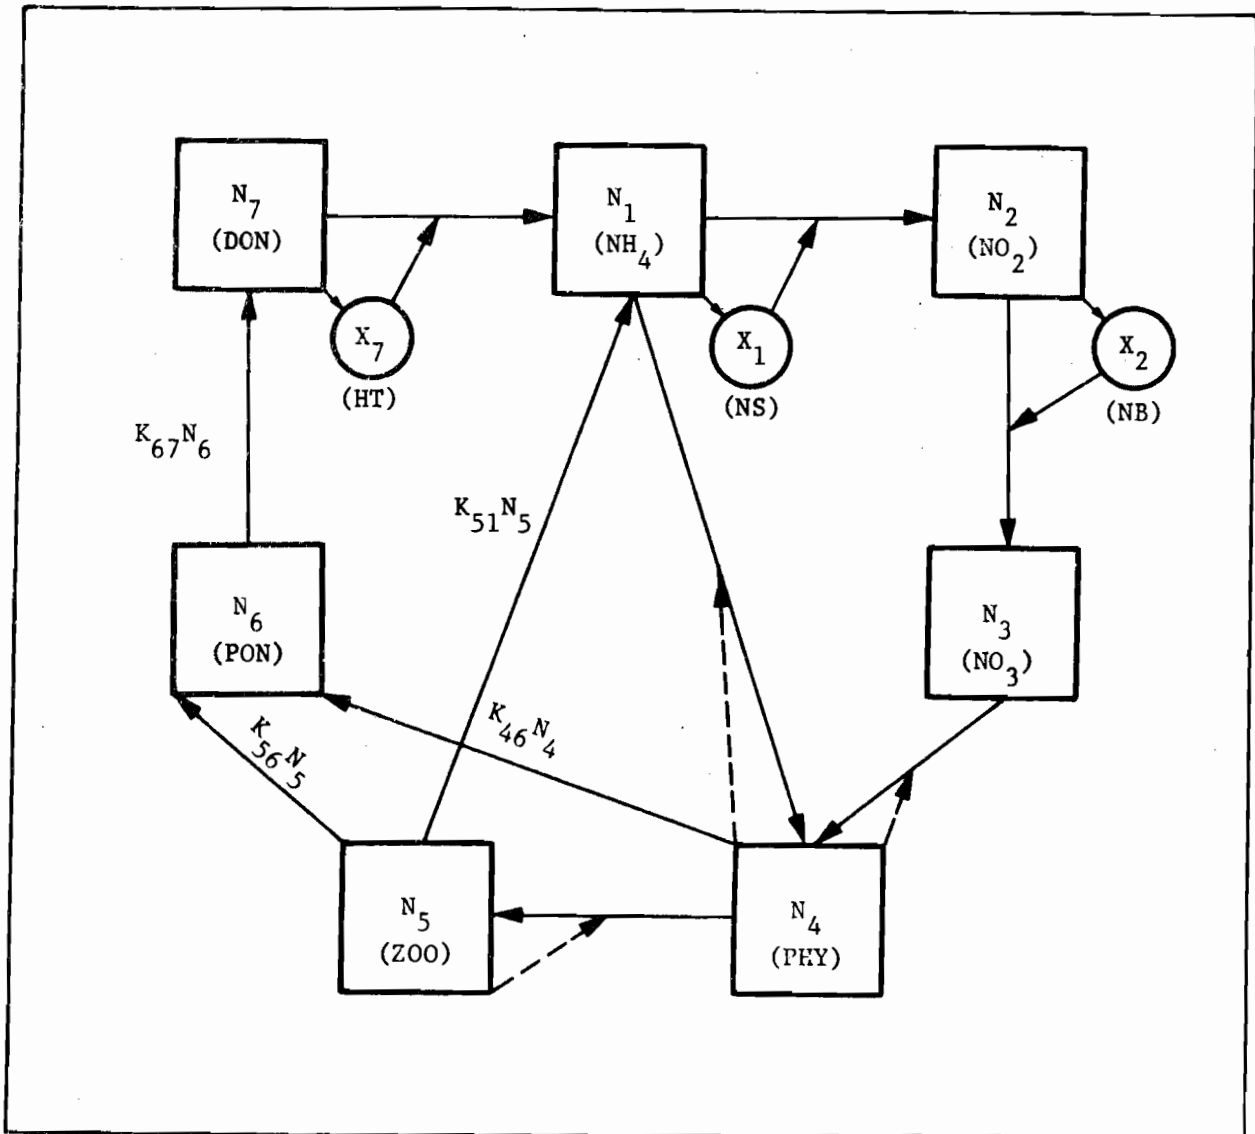 N7
(DON)
N1
(NH4)
N2
(NO2)
X7
(HT)
X1
(NS)
X2
(NB)
K67N6
K51N5
N6
(PON)
N3
(NO3)
K46N4
K56N5
N5
(ZOO)
N4
(PHY)